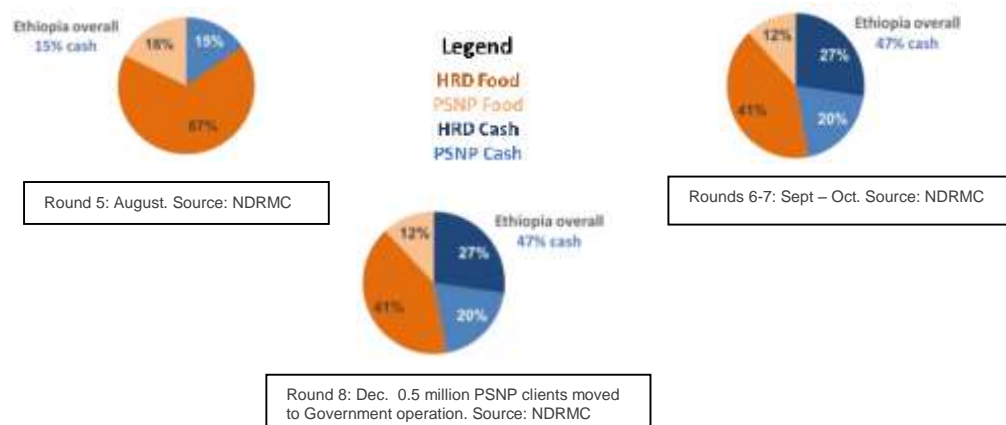 Ethiopia overall
15% cash
18%
15%
67%
Round 5: August. Source: NDRMC
Legend
HRD Food
PSNP Food
HRD Cash
PSNP Cash
Ethiopia overall
47% cash
12%
27%
41%
20%
Rounds 6-7: Sept – Oct. Source: NDRMC
Ethiopia overall
47% cash
12%
27%
41%
20%
Round 8: Dec. 0.5 million PSNP clients moved
to Government operation. Source: NDRMC